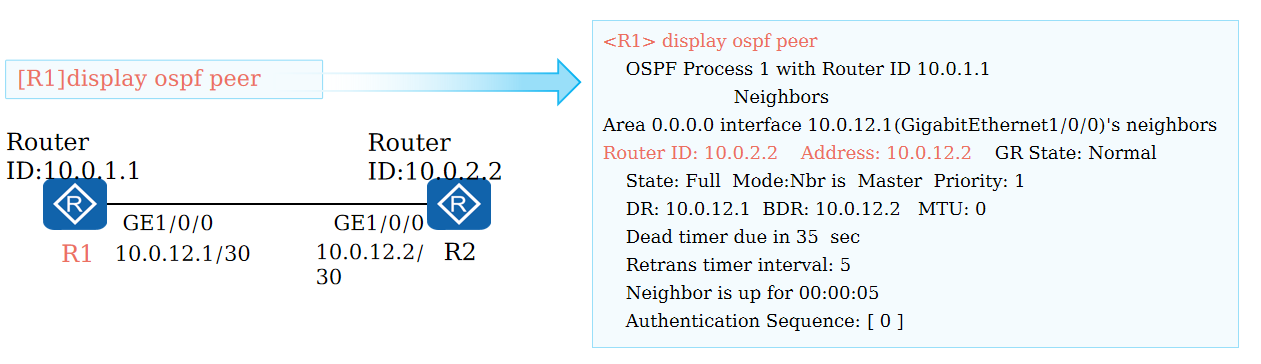 [R1]display ospf peer
Router
ID:10.0.1.1
Router
ID:10.0.2.2
R
R
GE1/0/0
GE1/0/0
R1
10.0.12.1/30
10.0.12.2/
30
R2
<R1> display ospf peer
OSPF Process 1 with Router ID 10.0.1.1
Neighbors
Area 0.0.0.0 interface 10.0.12.1(GigabitEthernet1/0/0)'s neighbors
Router ID: 10.0.2.2 Address: 10.0.12.2 GR State: Normal
State: Full Mode:Nbr is Master Priority: 1
DR: 10.0.12.1 BDR: 10.0.12.2 MTU: 0
Dead timer due in 35 sec
Retrans timer interval: 5
Neighbor is up for 00:00:05
Authentication Sequence: [ 0 ]